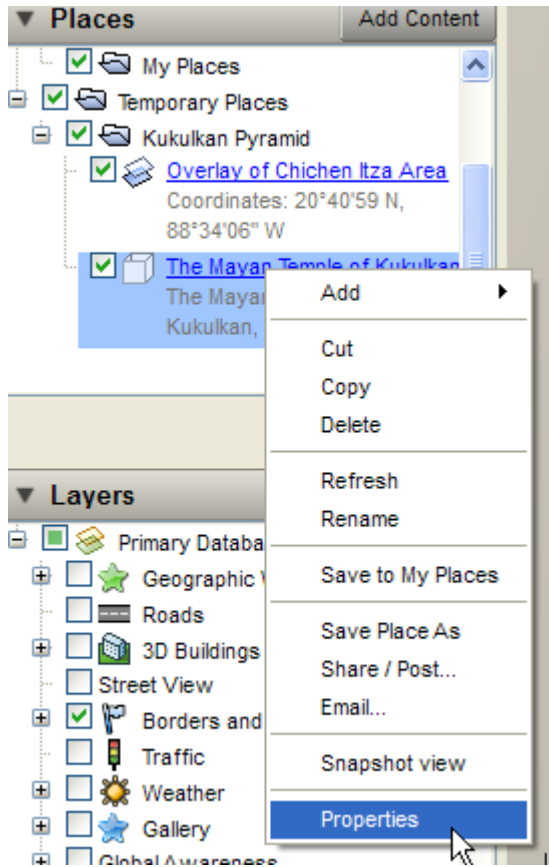 Places
Add Content
My Places
Temporary Places
Kukulkan Pyramid
Overlay of Chichen Itza Area
Coordinates: 20°40'59 N,
88°34'06" W
The Mayan Temple of Kukulkan
The Mayan
Kukulkan,
Add
Cut
Copy
Delete
Refresh
Rename
Save to My Places
Save Place As
Share / Post...
Email...
Snapshot view
Properties
Layers
Primary Databa
Geographic
Roads
3D Buildings
Street View
Borders and
Traffic
Weather
Gallery
Global Awareness